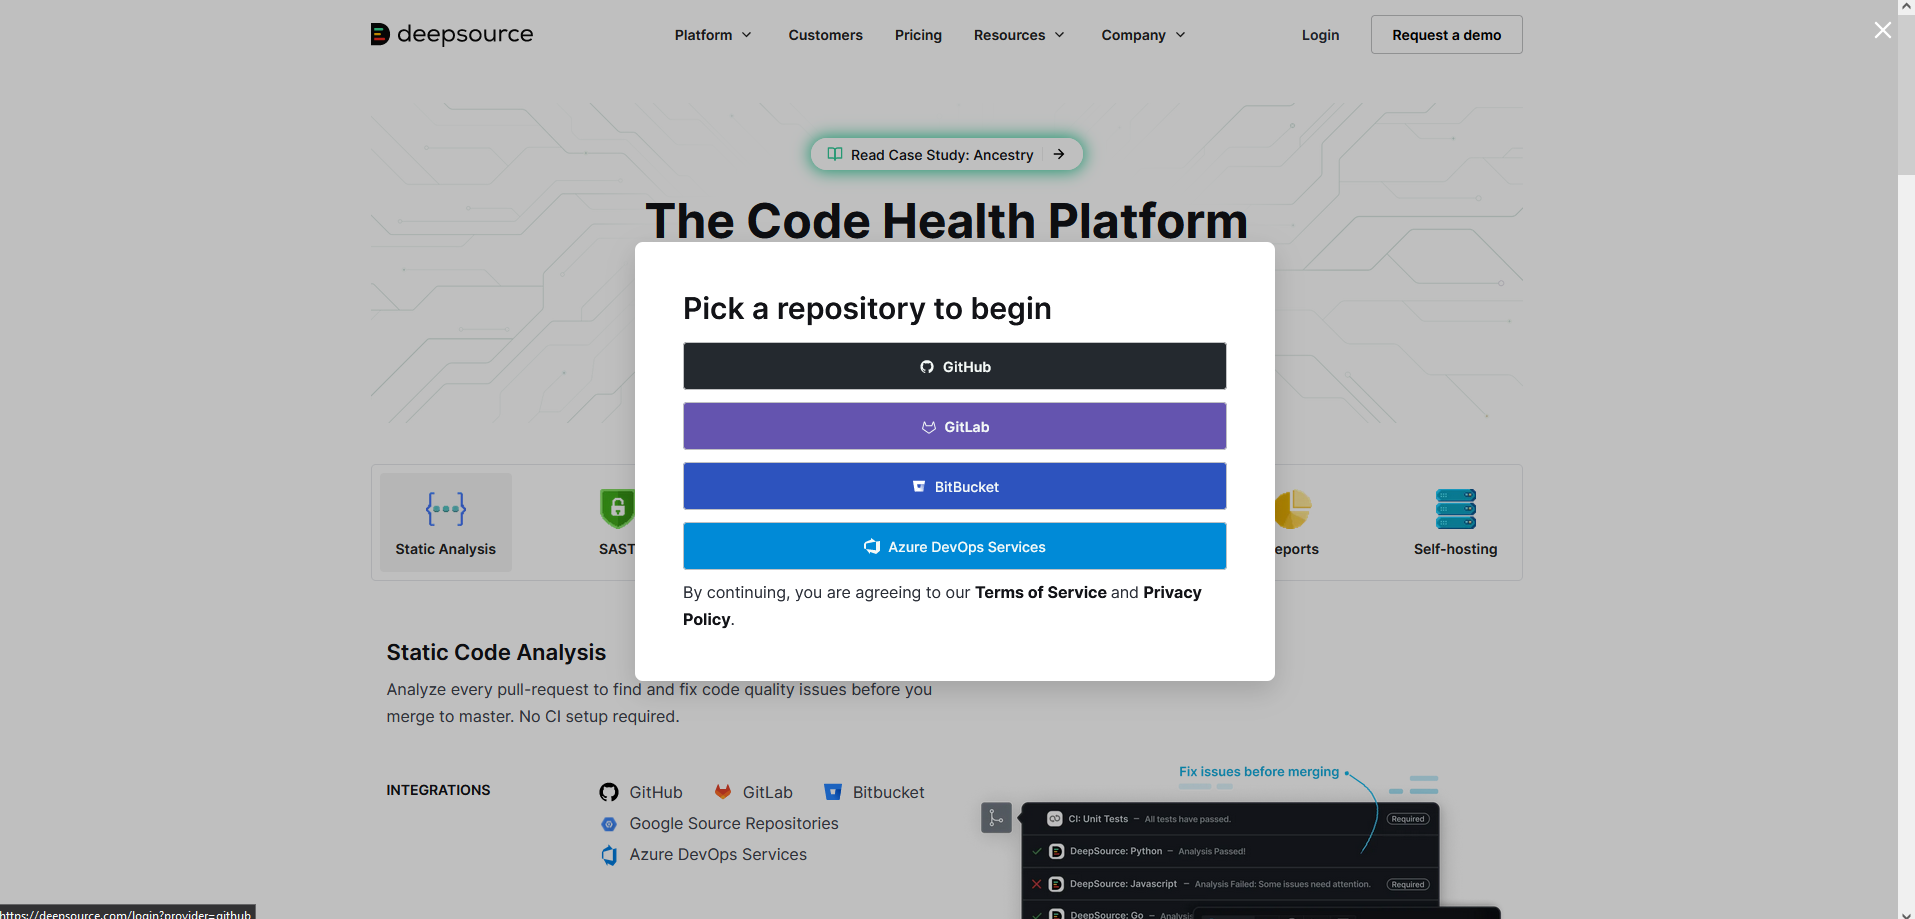 deepsource
Platform
Customers
Pricing
Resources
Company
Login
Request a demo
Read Case Study: Ancestry
The Code Health Platform
Pick a repository to begin
GitHub
GitLab
BitBucket
Azure DevOps Services
By continuing, you are agreeing to our Terms of Service and Privacy
Policy.
Static Analysis
SAST
eports
Self-hosting
Static Code Analysis
Analyze every pull-request to find and fix code quality issues before you
merge to master. No CI setup required.
INTEGRATIONS
GitHub
GitLab
Bitbucket
Google Source Repositories
Azure DevOps Services
Fix issues before merging
CI: Unit Tests – All tests have passed.
Required
DeepSource: Python – Analysis Passed!
DeepSource: Javascript – Analysis Failed: Some issues need attention.
Required
DeepSource: Go – Analysis
https://deepsource.com/login?provider=github